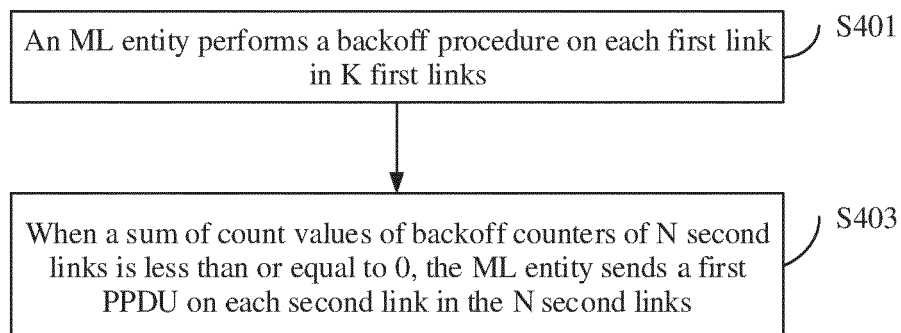 An ML entity performs a backoff procedure on each first link
in K first links
S401
When a sum of count values of backoff counters of N second
links is less than or equal to 0, the ML entity sends a first
PPDU on each second link in the N second links
S403